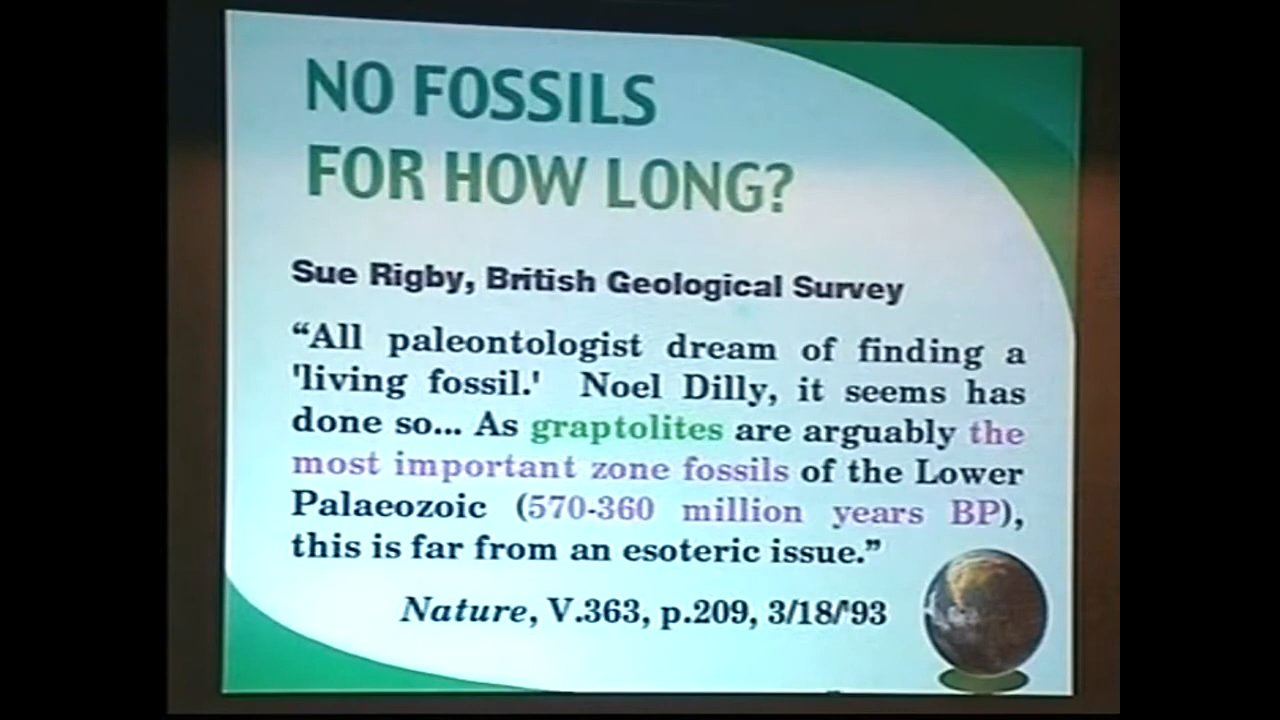 NO FOSSILS
FOR HOW LONG?
Sue Rigby, British Geological Survey
“All paleontologist dream of finding a
'living fossil.' Noel Dilly, it seems has
done so... As graptolites are arguably the
most important zone fossils of the Lower
Palaeozoic (570-360 million years BP),
this is far from an esoteric issue.”
Nature, V.363, p.209, 3/18/'93